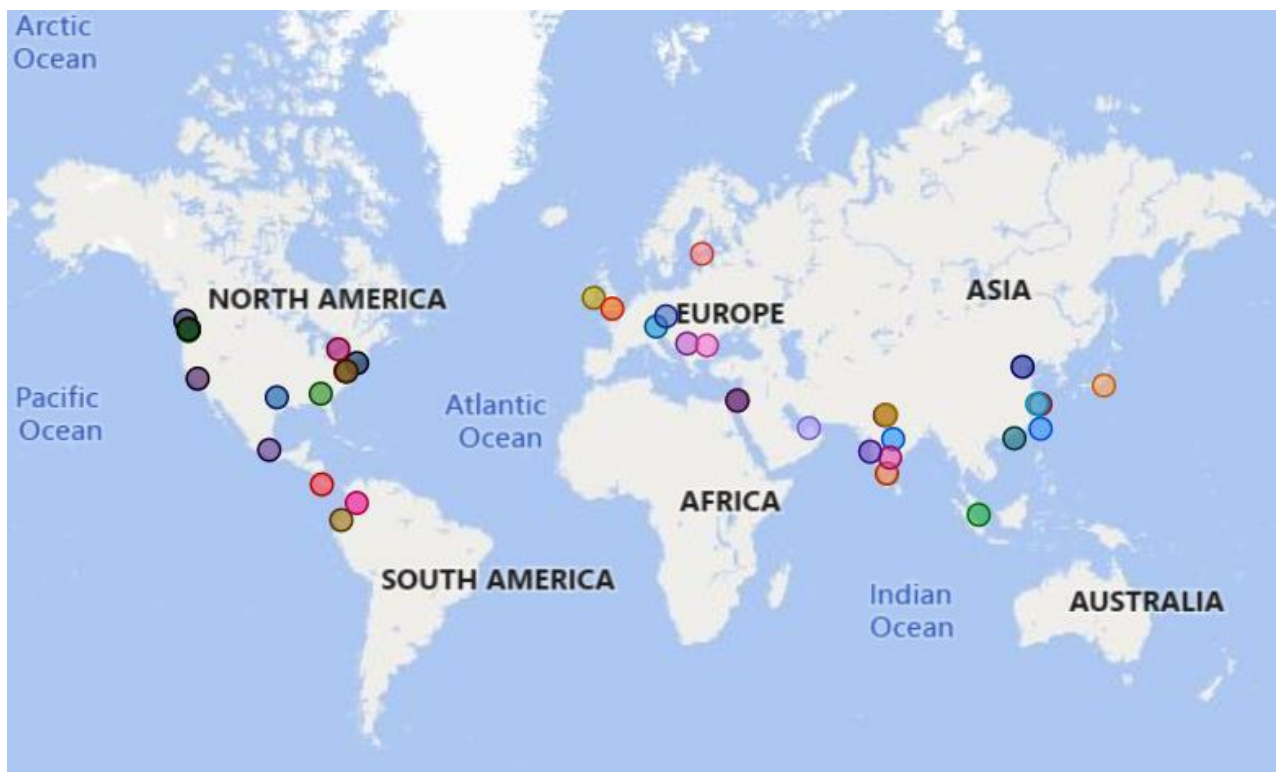 Arctic
Ocean
NORTH AMERICA
ASIA
EUROPE
Pacific
Ocean
Atlantic
Ocean
AFRICA
SOUTH AMERICA
Indian
Ocean
AUSTRALIA